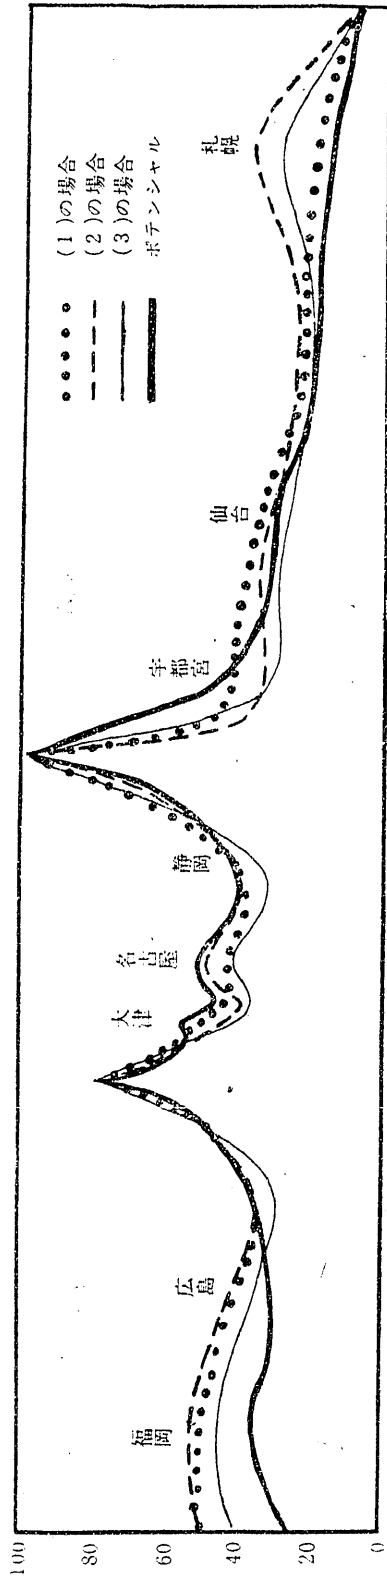 (1)の場合
(2)の場合
(3)の場合
ポテンシャル
100
80
60
40
20
0
福岡
広島
大津
名古屋
静岡
宇都宮
仙台
札幌